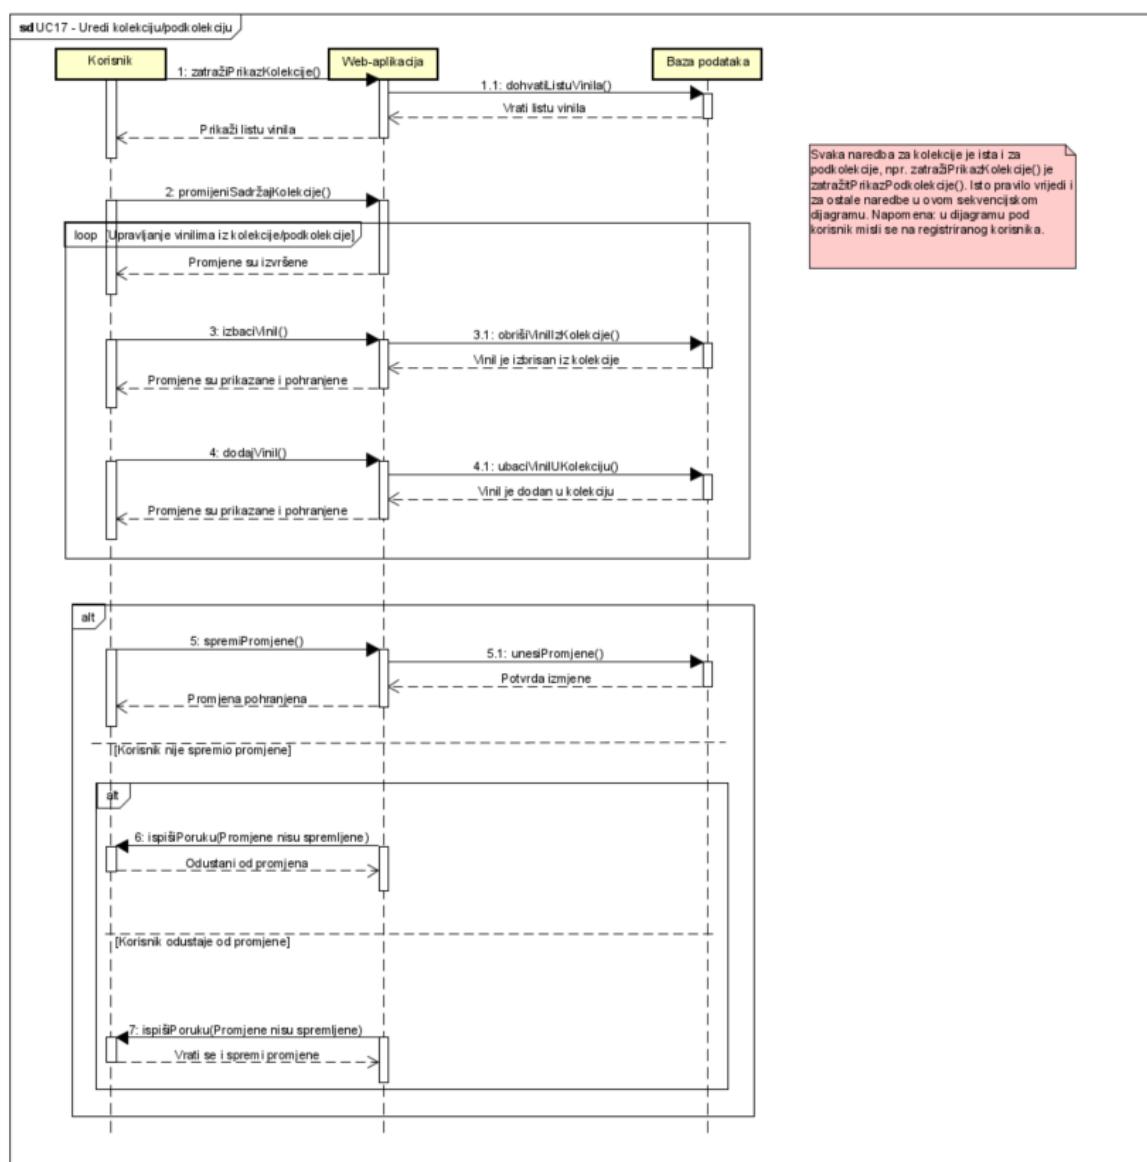 sd UC17 - Uredi kolekciju/podkolekciju
Korisnik
Web-aplikacija
Baza podataka
1: zatražiPrikazKolekcije()
1.1: dohvatiListuVinila()
Vrati listu vinila
Prikaži listu vinila
Svaka naredba za kolekcije je ista i za
podkolekcije, npr. zatražiPrikazKolekcije() je
zatražitPrikazPodkolekcije(). Isto pravilo vrijedi i
za ostale naredbe u ovom sekvencijskom
dijagramu. Napomena: u dijagramu pod
korisnik misli se na registriranog korisnika.
2: promijeniSadržajKolekcije()
loop [Upravljanje vinilima iz kolekcije/podkolekcije]
Promjene su izvršene
3: izbaciVinil()
3.1: obrišiVinilIzKolekcije()
Vinil je izbrisan iz kolekcije
Promjene su prikazane i pohranjene
4: dodajVinil()
4.1: ubaciVinilUKolekciju()
Vinil je dodan u kolekciju
Promjene su prikazane i pohranjene
alt
5: spremiPromjene()
5.1: unesiPromjene()
Potvrda izmjene
Promjena pohranjena
[Korisnik nije spremio promjene]
alt
6: ispišiPoruku(Promjene nisu spremljene)
Odustani od promjena
[Korisnik odustaje od promjene]
7: ispišiPoruku(Promjene nisu spremljene)
Vrati se i spremi promjene